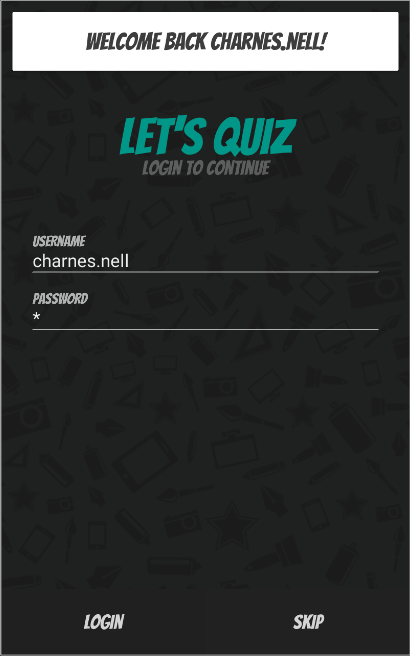 WELCOME BACK CHARNES.NELL!
LET'S QUIZ
LOGIN TO CONTINUE
USERNAME
charnes.nell
PASSWORD
*
LOGIN SKIP